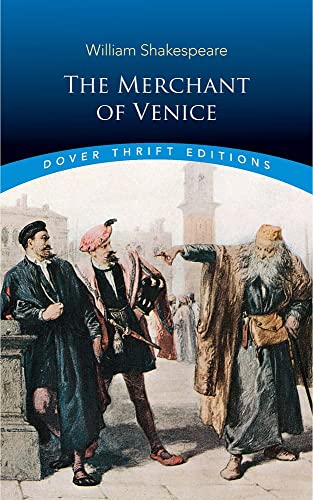 William Shakespeare
THE MERCHANT
OF VENICE
DOVER THRIFT EDITIONS